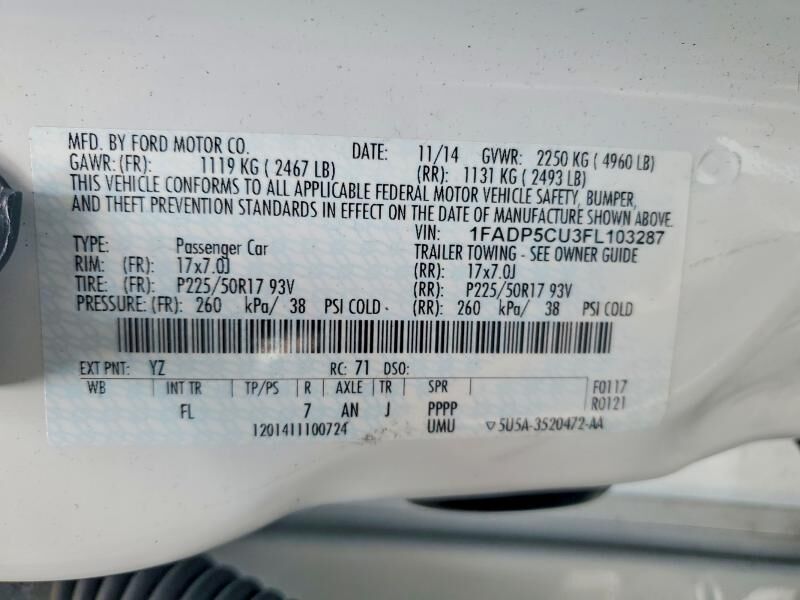 MFD. BY FORD MOTOR CO. DATE: 11/14 GVWR: 2250 KG ( 4960 LB)
GAWR: (FR): 1119 KG ( 2467 LB) (RR): 1131 KG ( 2493 LB)
THIS VEHICLE CONFORMS TO ALL APPLICABLE FEDERAL MOTOR VEHICLE SAFETY, BUMPER,
AND THEFT PREVENTION STANDARDS IN EFFECT ON THE DATE OF MANUFACTURE SHOWN ABOVE.
VIN: 1FADP5CU3FL103287
TYPE: Passenger Car TRAILER TOWING - SEE OWNER GUIDE
RIM: (FR): 17x7.0J (RR): 17x7.0J
TIRE: (FR): P225/50R17 93V (RR): P225/50R17 93V
PRESSURE: (FR): 260 kPa/ 38 PSI COLD (RR): 260 kPa/ 38 PSI COLD
EXT PNT: YZ RC: 71 DSO:
WB INT TR TP/PS R AXLE TR SPR F0117
FL 7 AN J PPPP R0121
1201411100724 UMU ▽5U5A-3520472-AA